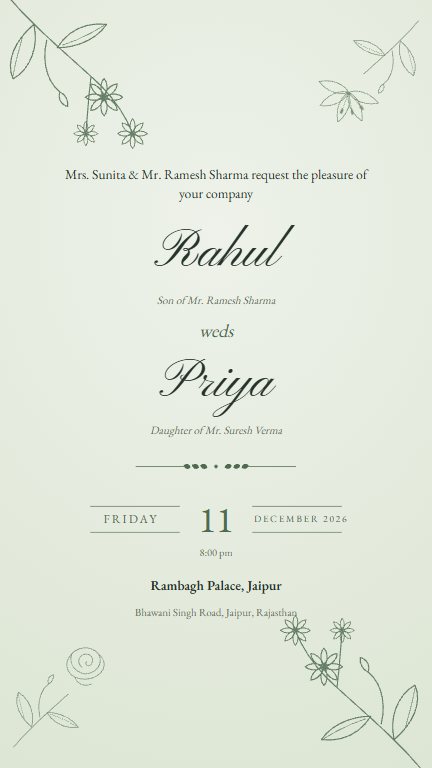 Mrs. Sunita & Mr. Ramesh Sharma request the pleasure of
your company
Rahul
Son of Mr. Ramesh Sharma
weds
Priya
Daughter of Mr. Suresh Verma
FRIDAY 11 DECEMBER 2026
8:00 pm
Rambagh Palace, Jaipur
Bhawani Singh Road, Jaipur, Rajasthan